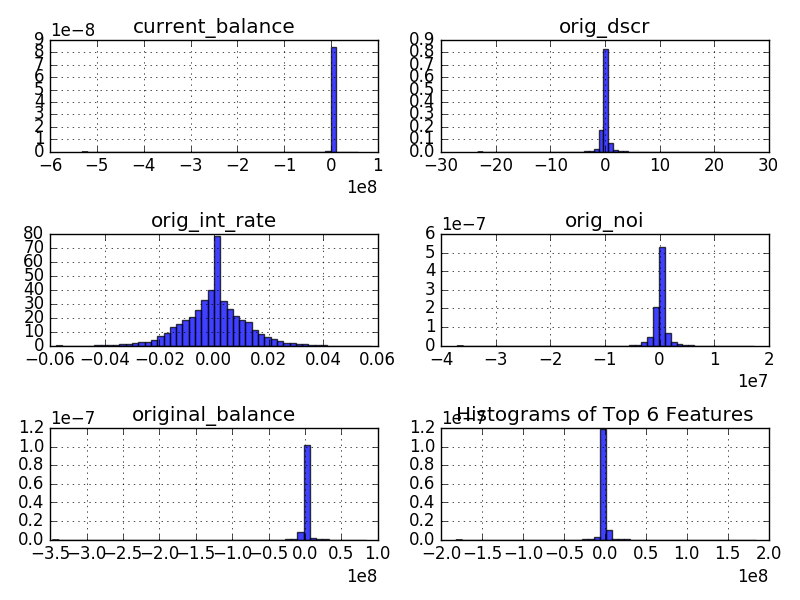 current_balance
1e−8
9
8
7
6
5
4
3
2
1
0
−6 −5 −4 −3 −2 −1 0 1
1e8
orig_dscr
0.9
0.8
0.7
0.6
0.5
0.4
0.3
0.2
0.1
0.0
−30 −20 −10 0 10 20 30
orig_int_rate
80
70
60
50
40
30
20
10
0
−0.06 −0.04 −0.02 0.00 0.02 0.04 0.06
orig_noi
1e−7
6
5
4
3
2
1
0
−4 −3 −2 −1 0 1 2
1e7
original_balance
1e−7
1.2
1.0
0.8
0.6
0.4
0.2
0.0
−3.5 −3.0 −2.5 −2.0 −1.5 −1.0 −0.5 0.0 0.5 1.0
1e8
Histograms of Top 6 Features
1e−7
1.2
1.0
0.8
0.6
0.4
0.2
0.0
−2.0 −1.5 −1.0 −0.5 0.0 0.5 1.0 1.5 2.0
1e8